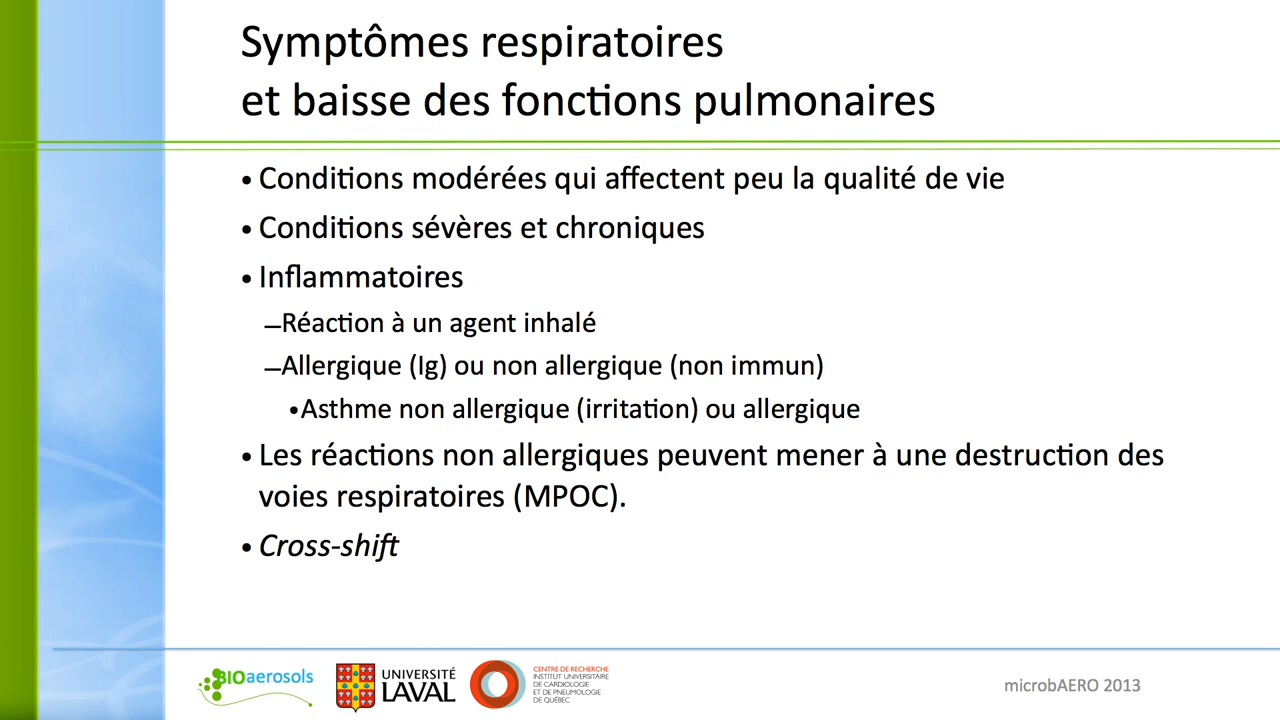 Symptômes respiratoires
et baisse des fonctions pulmonaires
• Conditions modérées qui affectent peu la qualité de vie
• Conditions sévères et chroniques
• Inflammatoires
–Réaction à un agent inhalé
–Allergique (Ig) ou non allergique (non immun)
•Asthme non allergique (irritation) ou allergique
• Les réactions non allergiques peuvent mener à une destruction des
voies respiratoires (MPOC).
• Cross-shift
BIOaerosols
UNIVERSITÉ
LAVAL
CENTRE DE RECHERCHE
INSTITUT UNIVERSITAIRE
DE CARDIOLOGIE
ET DE PNEUMOLOGIE
DE QUÉBEC
microbAERO 2013